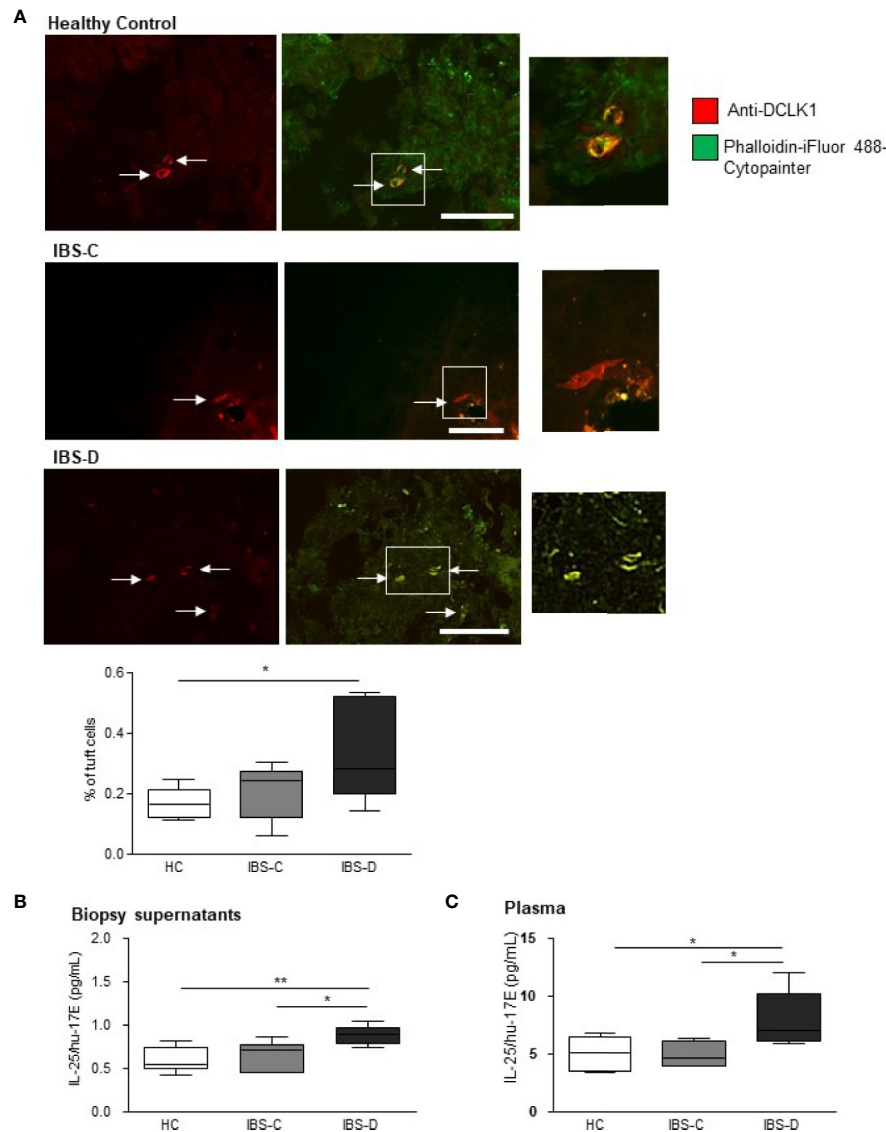 A
Healthy Control
Anti-DCLK1
Phalloidin-iFluor 488-
Cytopainter
IBS-C
IBS-D
0.6
0.4
0.2
0.0
% of tuft cells
*
HC
IBS-C
IBS-D
B
Biopsy supernatants
2.0
1.5
1.0
0.5
0.0
IL-25/hu-17E (pg/mL)
**
*
HC
IBS-C
IBS-D
C
Plasma
15
10
5
0
IL-25/hu-17E (pg/mL)
*
*
HC
IBS-C
IBS-D